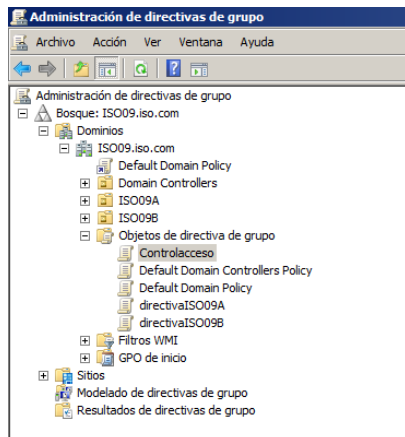 Administración de directivas de grupo
Archivo Acción Ver Ventana Ayuda
Administración de directivas de grupo
Bosque: ISO09.iso.com
Dominios
ISO09.iso.com
Default Domain Policy
Domain Controllers
ISO09A
ISO09B
Objetos de directiva de grupo
Controlacceso
Default Domain Controllers Policy
Default Domain Policy
directivaISO09A
directivaISO09B
Filtros WMI
GPO de inicio
Sitios
Modelado de directivas de grupo
Resultados de directivas de grupo